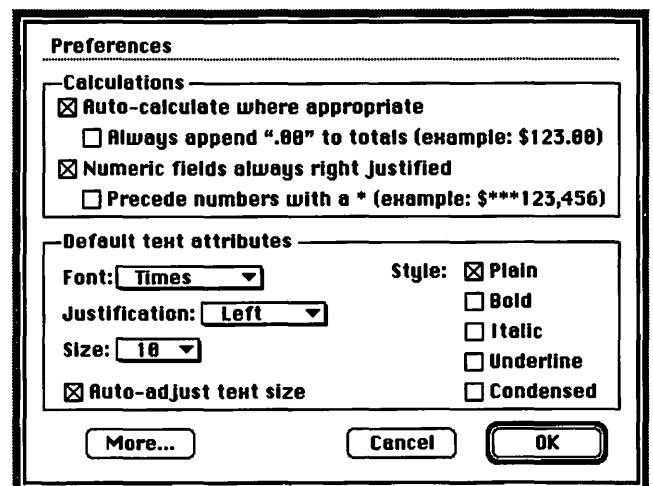 Preferences
Calculations
Auto-calculate where appropriate
Always append ".00" to totals (example: $123.00)
Numeric fields always right justified
Precede numbers with a * (example: $***123,456)
Default text attributes
Font: Times
Style: Plain
Justification: Left
Bold
Italic
Size: 10
Underline
Auto-adjust text size
Condensed
More...
Cancel
OK